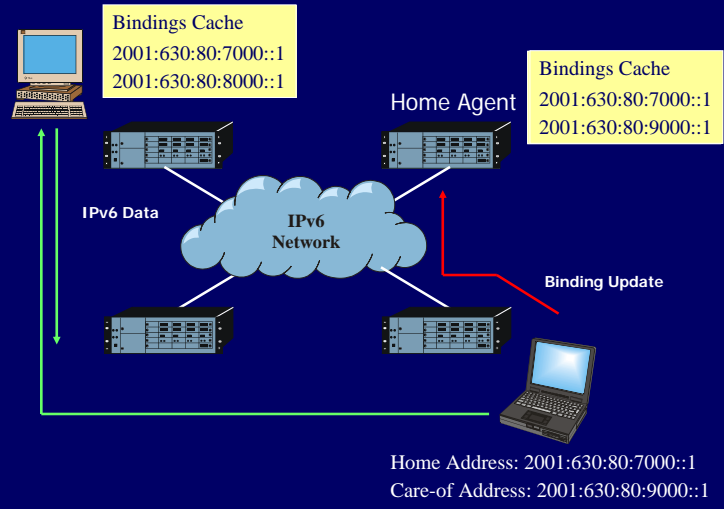 Bindings Cache
2001:630:80:7000::1
2001:630:80:8000::1
Home Agent
Bindings Cache
2001:630:80:7000::1
2001:630:80:9000::1
IPv6 Data
IPv6
Network
Binding Update
Home Address: 2001:630:80:7000::1
Care-of Address: 2001:630:80:9000::1